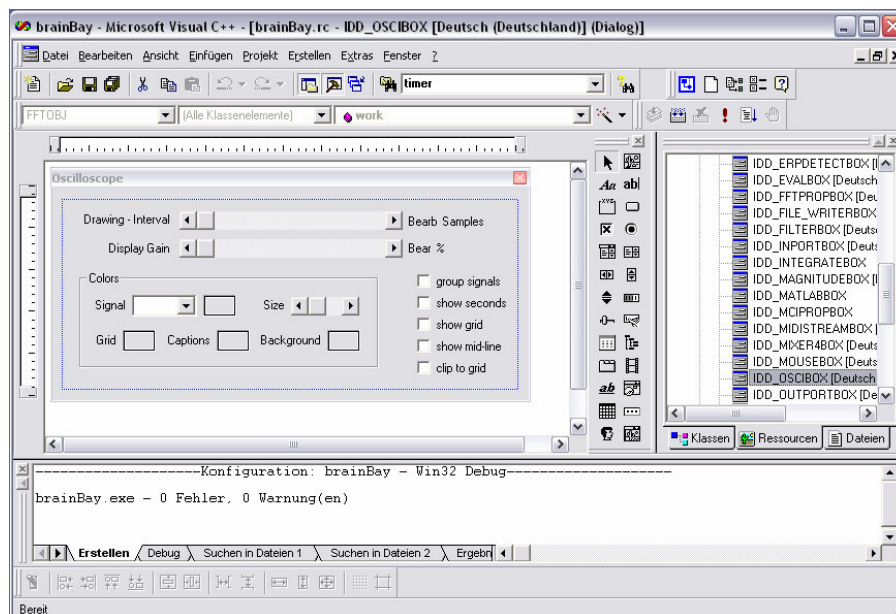 brainBay - Microsoft Visual C++ - [brainBay.rc - IDD_OSCIBOX [Deutsch (Deutschland)] (Dialog)]
Datei Bearbeiten Ansicht Einfügen Projekt Erstellen Extras Fenster ?
timer
FFTOBJ (Alle Klassenelemente) work
Oscilloscope
Drawing - Interval Bearb Samples
Display Gain Bear %
Colors
group signals
Signal Size show seconds
show grid
Grid Captions Background show mid-line
clip to grid
Aa ab|
ab
IDD_ERPDETECTBOX [
IDD_EVALBOX [Deutsch
IDD_FFTPROPBOX [Deu
IDD_FILE_WRITERBOX
IDD_FILTERBOX [Deuts
IDD_INPORTBOX [Deuts
IDD_INTEGRATEBOX
IDD_MAGNITUDEBOX [
IDD_MATLABBOX
IDD_MCIPROPBOX
IDD_MIDISTREAMBOX [
IDD_MIXER4BOX [Deuts
IDD_MOUSEBOX [Deuts
IDD_OSCIBOX [Deutsch
IDD_OUTPORTBOX [De
Klassen Ressourcen Dateien
--------------------Konfiguration: brainBay - Win32 Debug--------------------
brainBay.exe - 0 Fehler, 0 Warnung(en)
Erstellen Debug Suchen in Dateien 1 Suchen in Dateien 2 Ergebn
Bereit